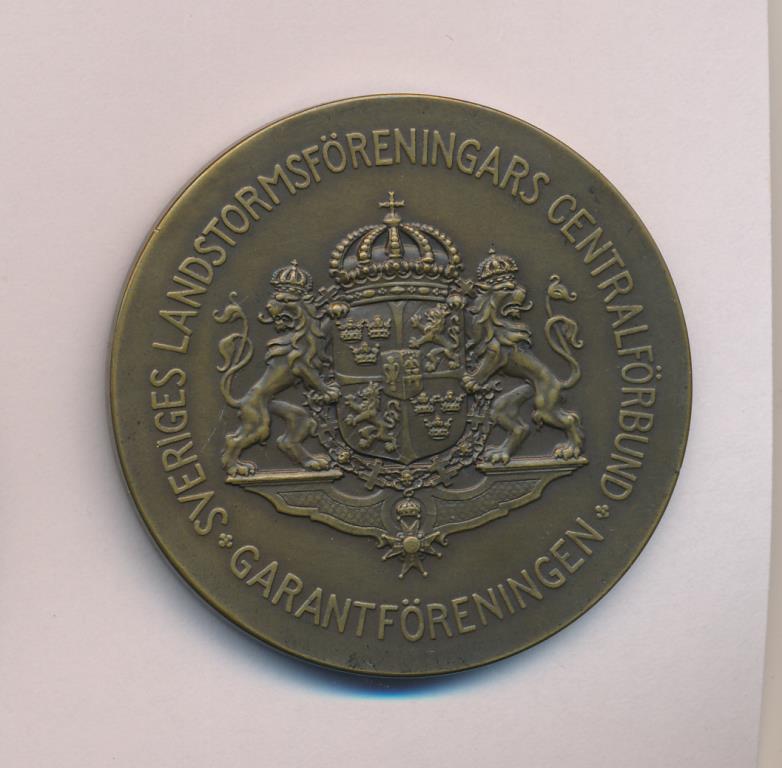 SVERIGES LANDSTORMSFÖRENINGARS CENTRALFÖRBUND
GARANTFÖRENINGEN